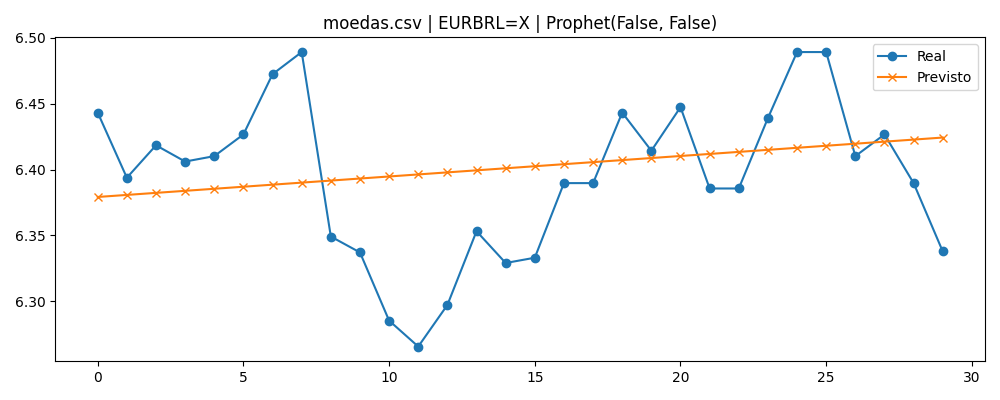 moedas.csv | EURBRL=X | Prophet(False, False)
Real
Previsto
6.50
6.45
6.40
6.35
6.30
0 5 10 15 20 25 30